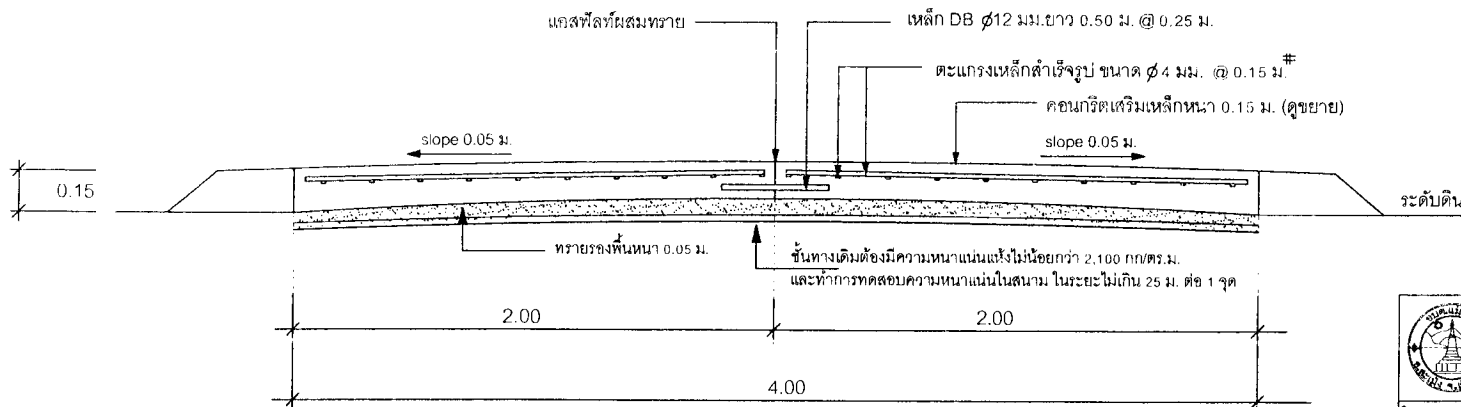 แอสฟัลท์ผสมทราย
เหล็ก DB ϕ12 มม.ยาว 0.50 ม. @ 0.25 ม.
ตะแกรงเหล็กสำเร็จรูป ขนาด ϕ4 มม. @ 0.15 ม.#
คอนกรีตเสริมเหล็กหนา 0.15 ม. (ดูขยาย)
slope 0.05 ม.
slope 0.05 ม.
0.15
ระดับดิน
ทรายรองพื้นหนา 0.05 ม.
ชั้นทางเดิมต้องมีความหนาแน่นแห้งไม่น้อยกว่า 2,100 กก/ตร.ม.
และทำการทดสอบความหนาแน่นในสนาม ในระยะไม่เกิน 25 ม. ต่อ 1 จุด
2.00
2.00
4.00